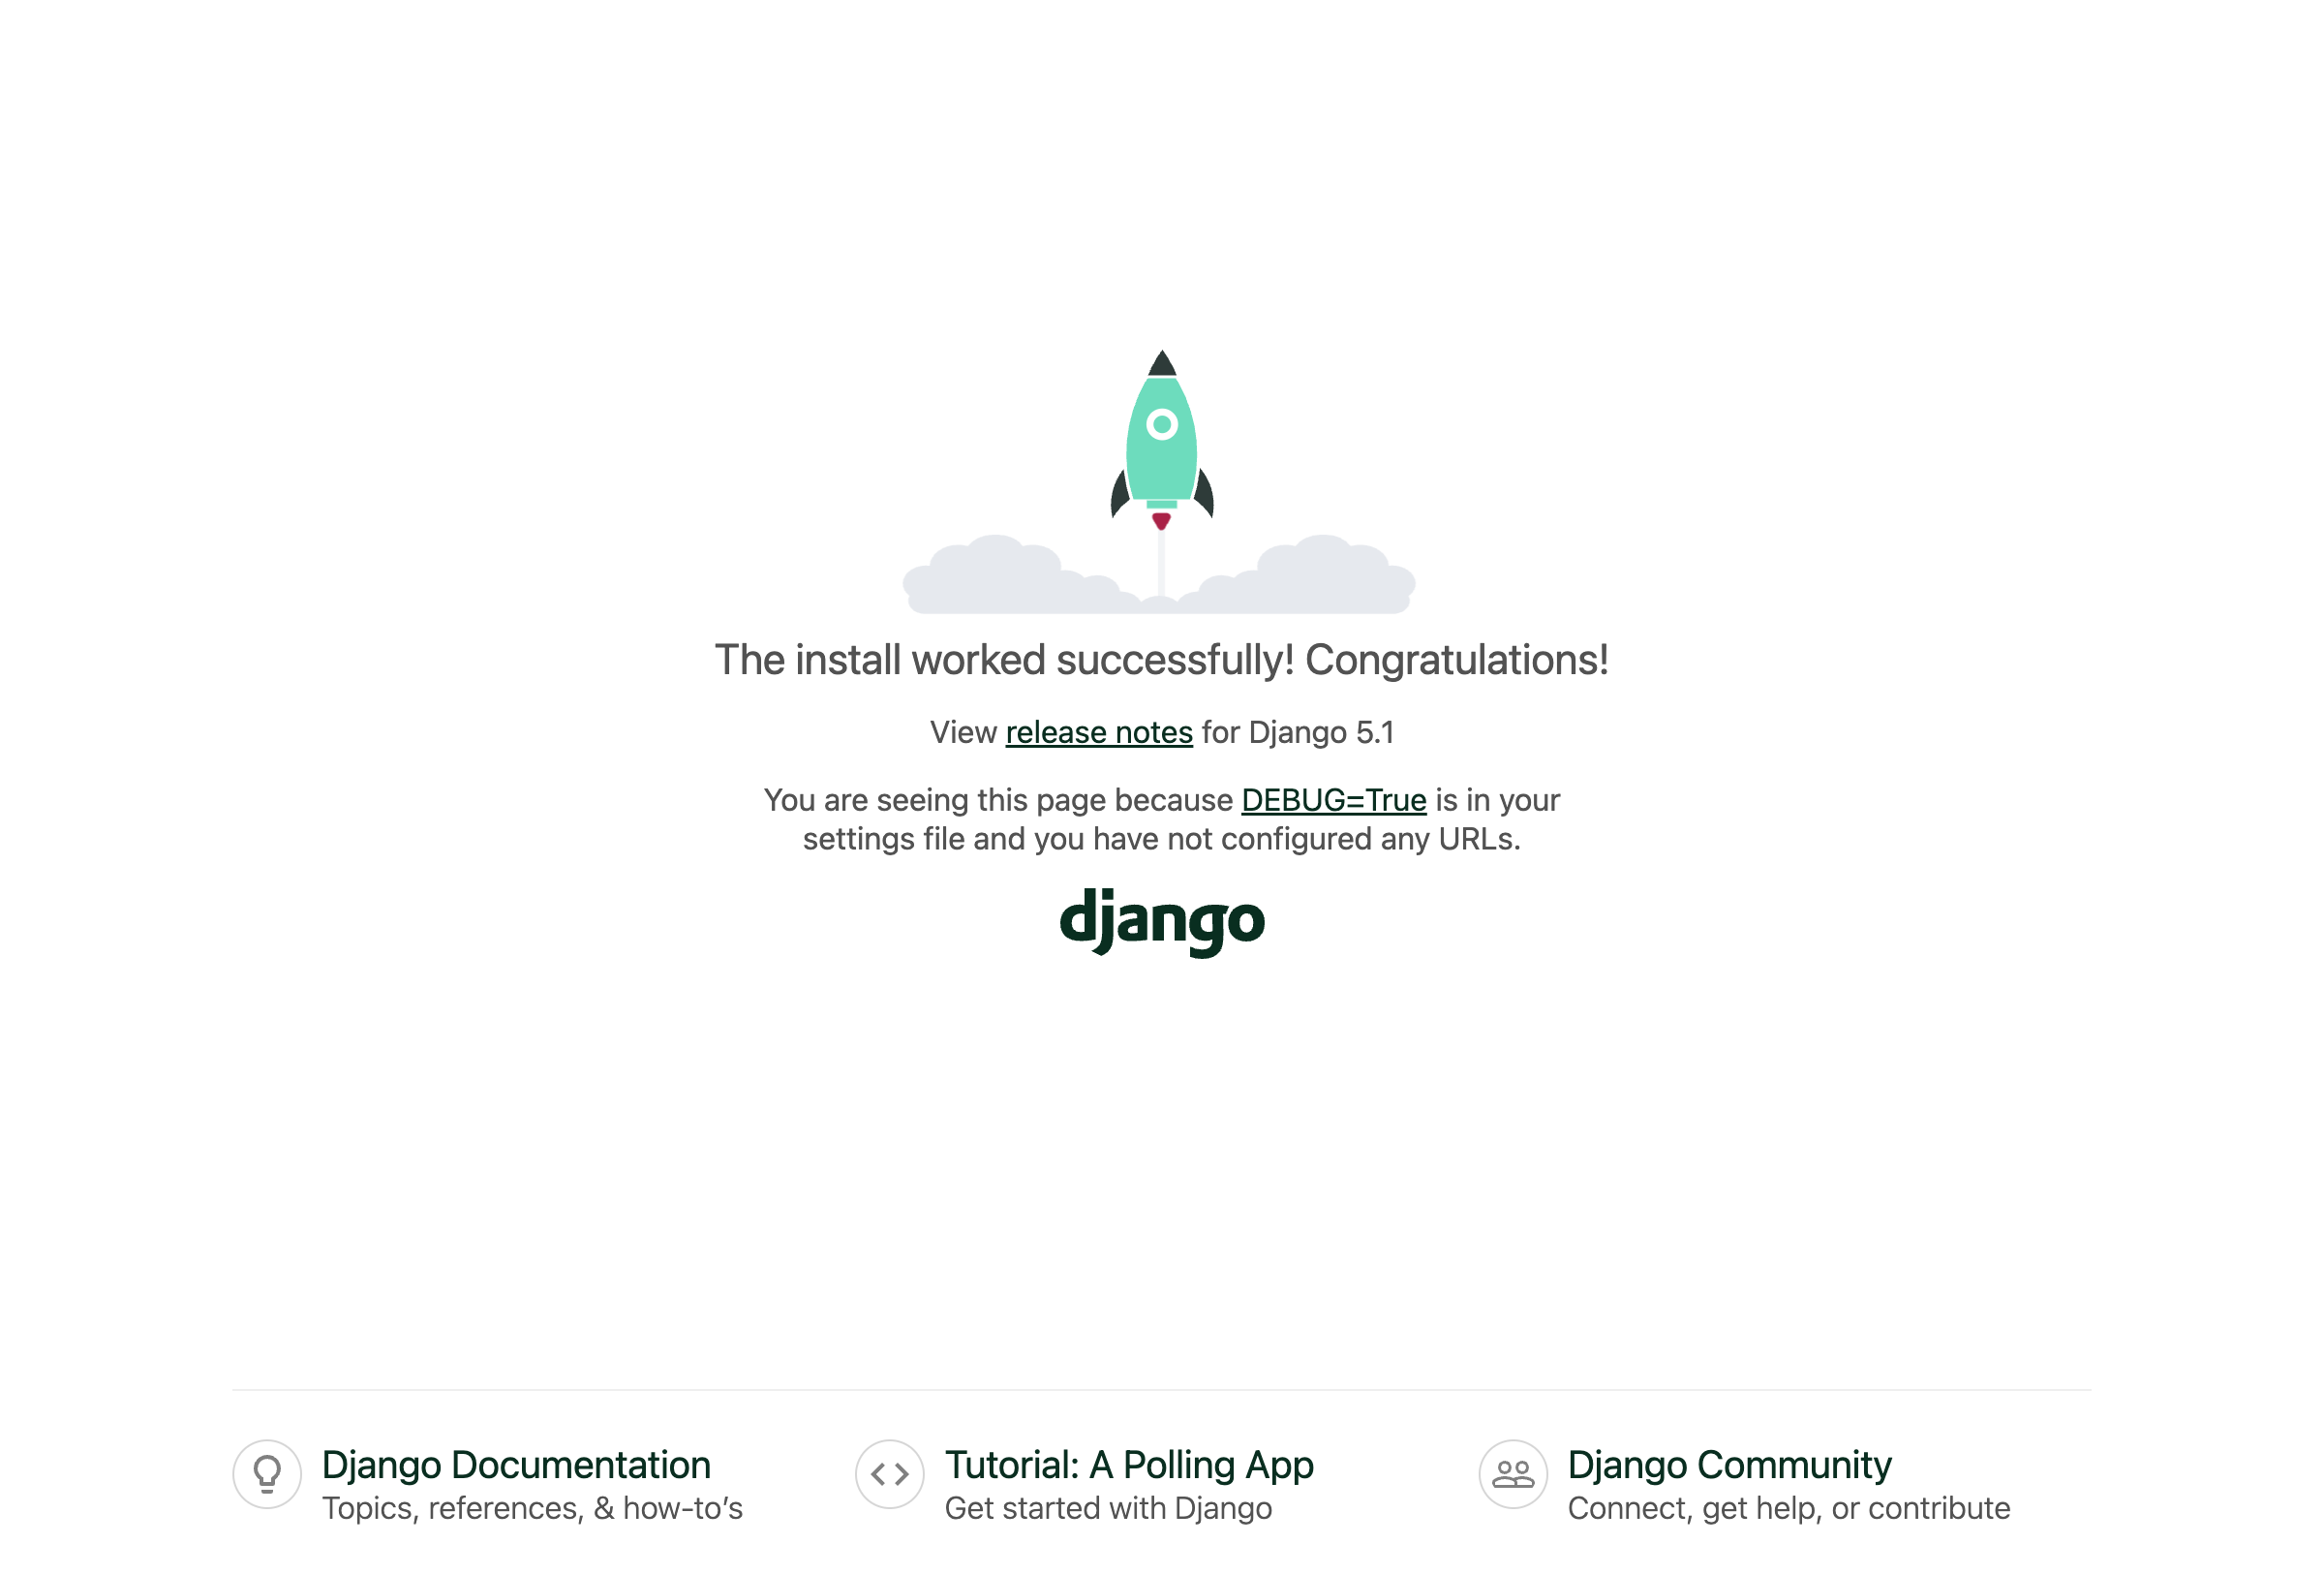 The install worked successfully! Congratulations!
View release notes for Django 5.1
You are seeing this page because DEBUG=True is in your
settings file and you have not configured any URLs.
django
Django Documentation
Topics, references, & how-to’s
Tutorial: A Polling App
Get started with Django
Django Community
Connect, get help, or contribute